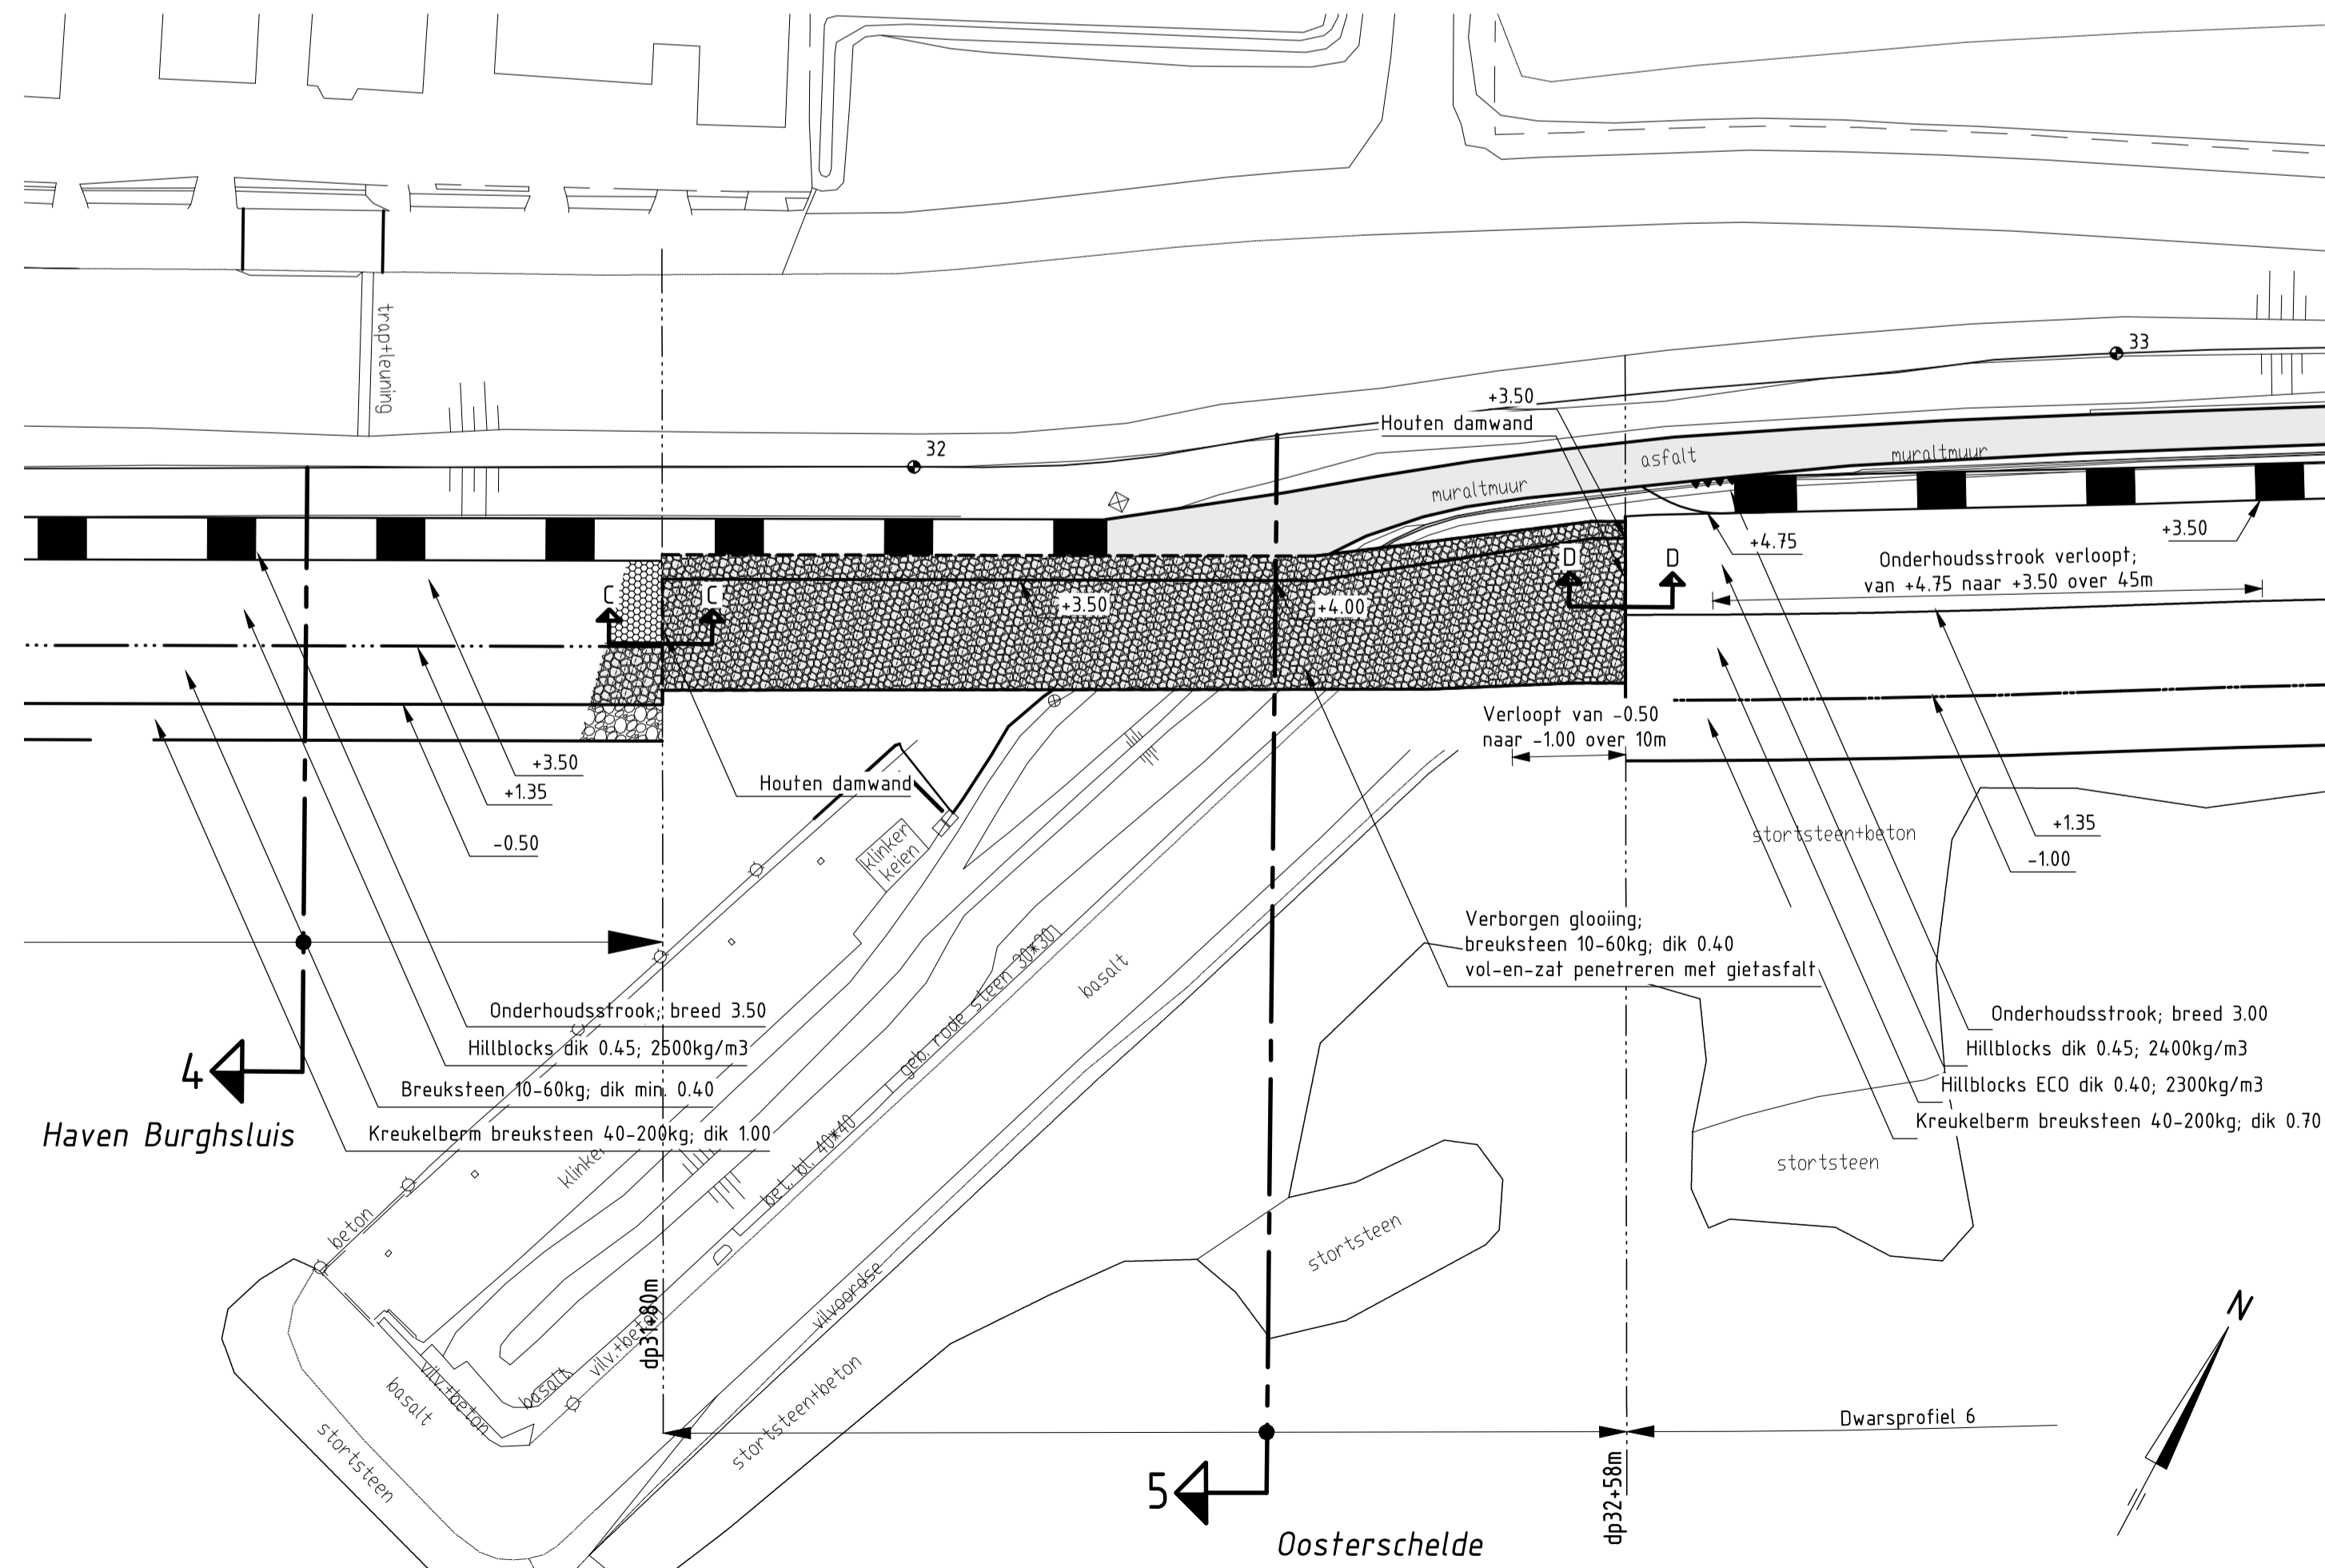 trap+leuning
32
33
+3.50
Houten damwand
asfalt
muraltmuur
muraltmuur
+4.75
+3.50
Onderhoudsstrook verloopt;
van +4.75 naar +3.50 over 45m
C
C
D
D
+3.50
+4.00
Verloopt van -0.50
naar -1.00 over 10m
+3.50
+1.35
-0.50
Houten damwand
klinker
keien
stortsteen+beton
+1.35
-1.00
Verborgen glooiing;
breuksteen 10-60kg; dik 0.40
vol-en-zat penetreren met gietasfalt
geb. rode steen 30*30
basalt
Onderhoudsstrook; breed 3.50
Hillblocks dik 0.45; 2500kg/m3
Breuksteen 10-60kg; dik min. 0.40
Kreukelberm breuksteen 40-200kg; dik 1.00
Onderhoudsstrook; breed 3.00
Hillblocks dik 0.45; 2400kg/m3
Hillblocks ECO dik 0.40; 2300kg/m3
Kreukelberm breuksteen 40-200kg; dik 0.70
4
Haven Burghsluis
klinker
bet. bl. 40*40
beton
stortsteen
stortsteen
vilvoordse
dp31+80m
vilv.+beton
basalt
vilv.+beton
basalt
stortsteen
stortsteen+beton
N
Dwarsprofiel 6
5
dp32+58m
Oosterschelde